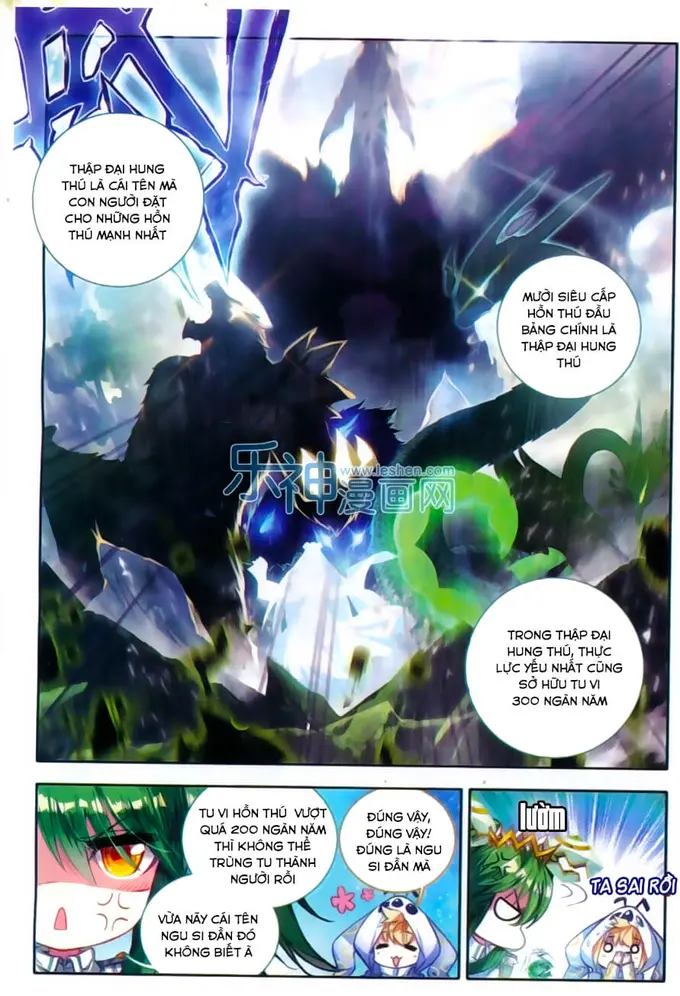 THẬP ĐẠI HUNG
THÚ LÀ CÁI TÊN MÀ
CON NGƯỜI ĐẶT
CHO NHỮNG HỒN
THÚ MẠNH NHẤT
MƯỜI SIÊU CẤP
HỒN THÚ ĐẦU
BẢNG CHÍNH LÀ
THẬP ĐẠI HUNG
THÚ
乐神漫画网
www.leshen.com
TRONG THẬP ĐẠI
HUNG THÚ, THỰC
LỰC YẾU NHẤT CŨNG
SỞ HỮU TU VI
300 NGÀN NĂM
TU VI HỒN THÚ VƯỢT
QUÁ 200 NGÀN NĂM
THÌ KHÔNG THỂ
TRÙNG TU THÀNH
NGƯỜI RỒI
VỪA NÃY CÁI TÊN
NGU SI ĐẦN ĐÓ
KHÔNG BIẾT À
ĐÚNG VẬY,
ĐÚNG VẬY!
ĐÚNG LÀ NGU
SI ĐẦN MÀ
lườm
TA SAI RỒI